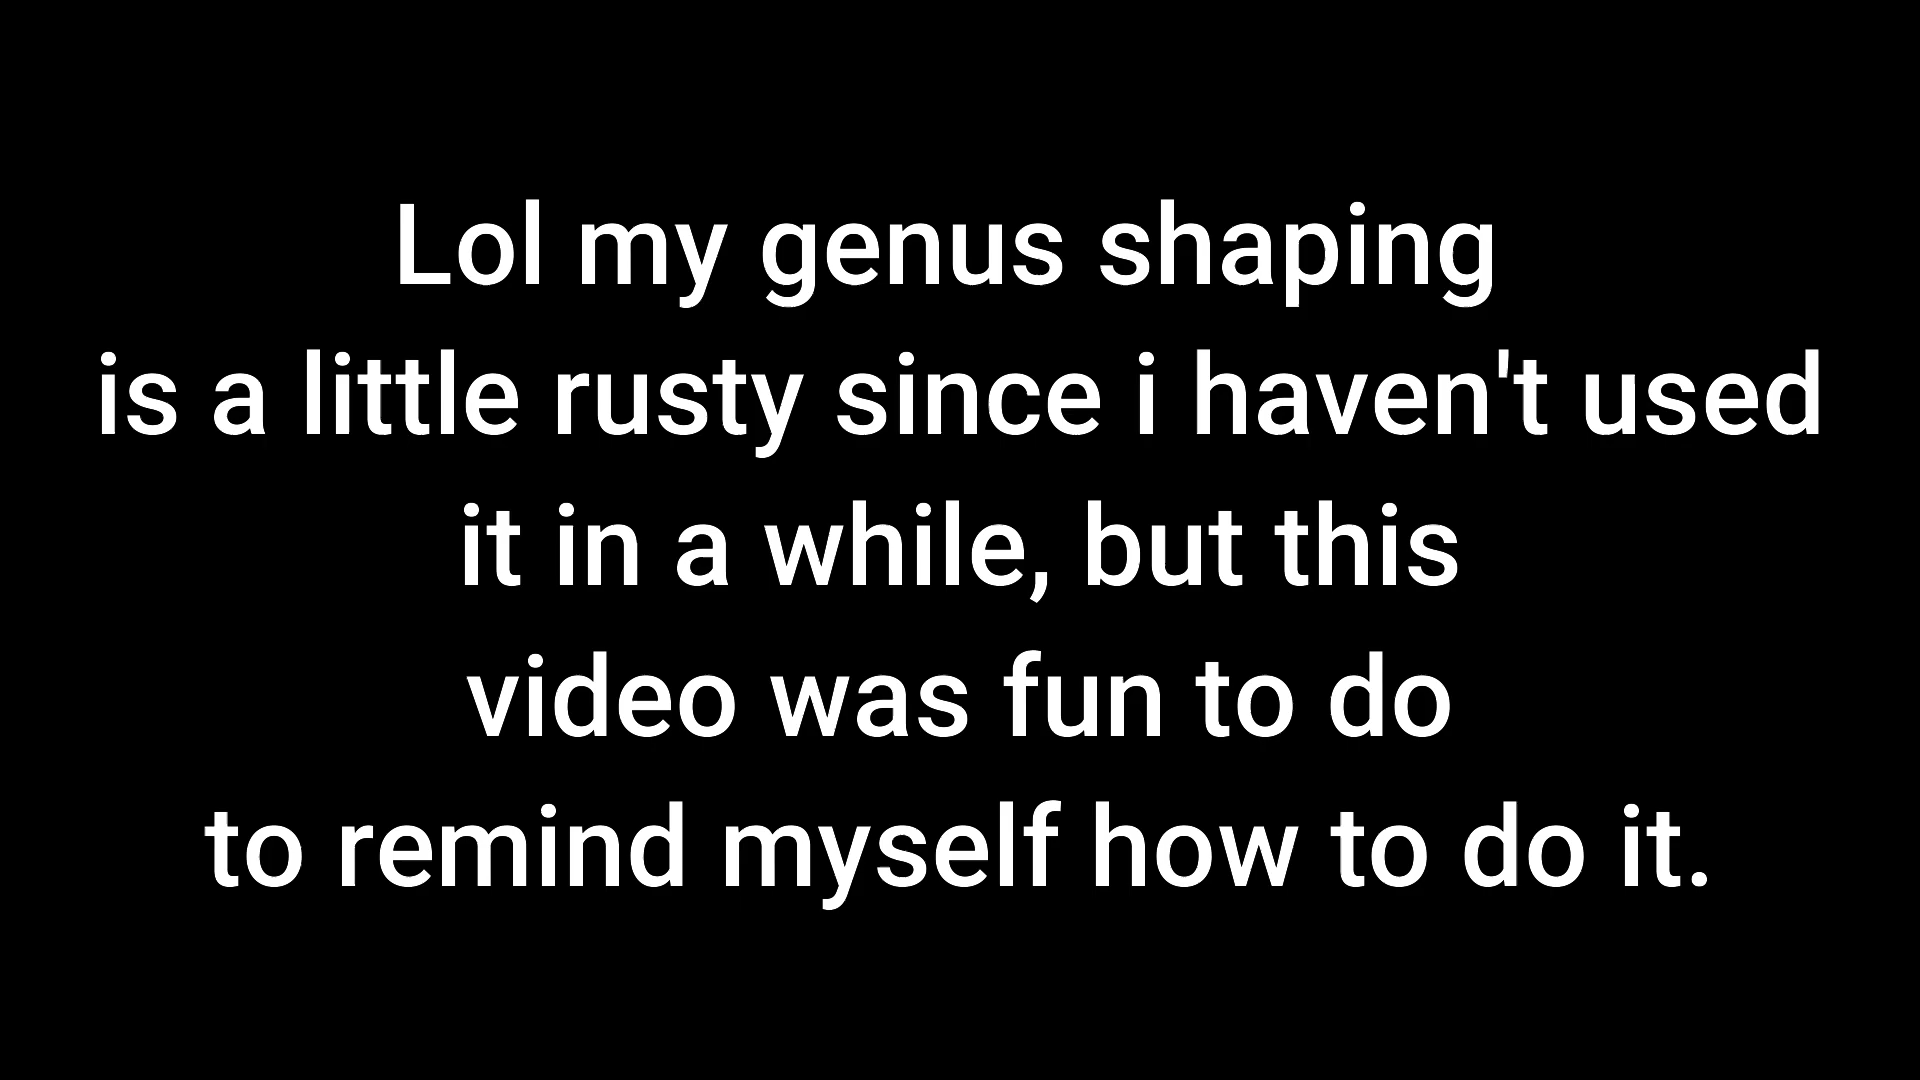 Lol my genus shaping
is a little rusty since i haven't used
it in a while, but this
video was fun to do
to remind myself how to do it.